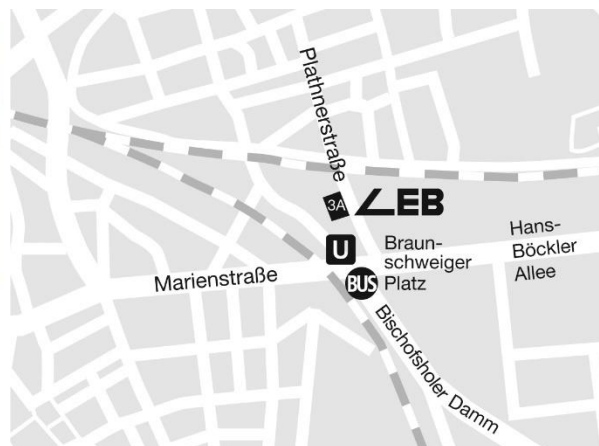 Plathnerstraße
3A
LEB
U
Braun-
schweiger
Platz
Hans-
Böckler
Allee
Marienstraße
BUS
Bischofsholer Damm